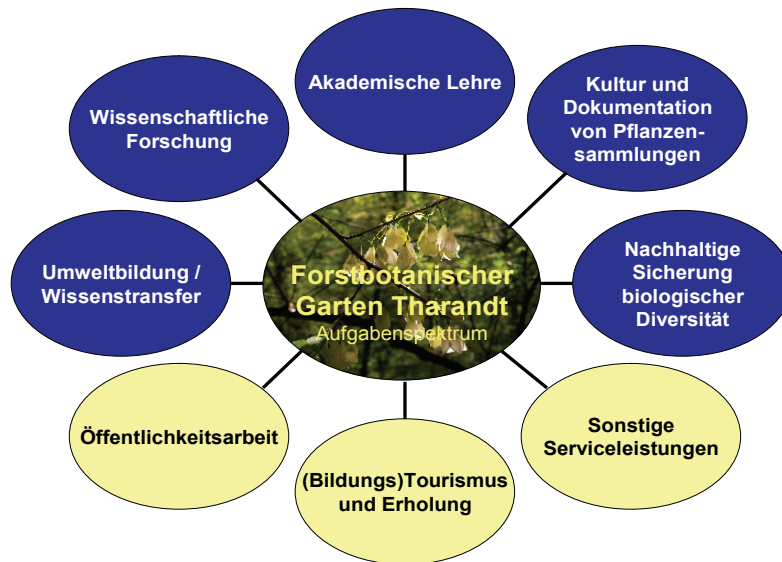 Akademische Lehre
Kultur und
Dokumentation
von Pflanzen-
sammlungen
Wissenschaftliche
Forschung
Umweltbildung /
Wissenstransfer
Forstbotanischer
Garten Tharandt
Aufgabenspektrum
Nachhaltige
Sicherung
biologischer
Diversität
Öffentlichkeitsarbeit
(Bildungs)Tourismus
und Erholung
Sonstige
Serviceleistungen